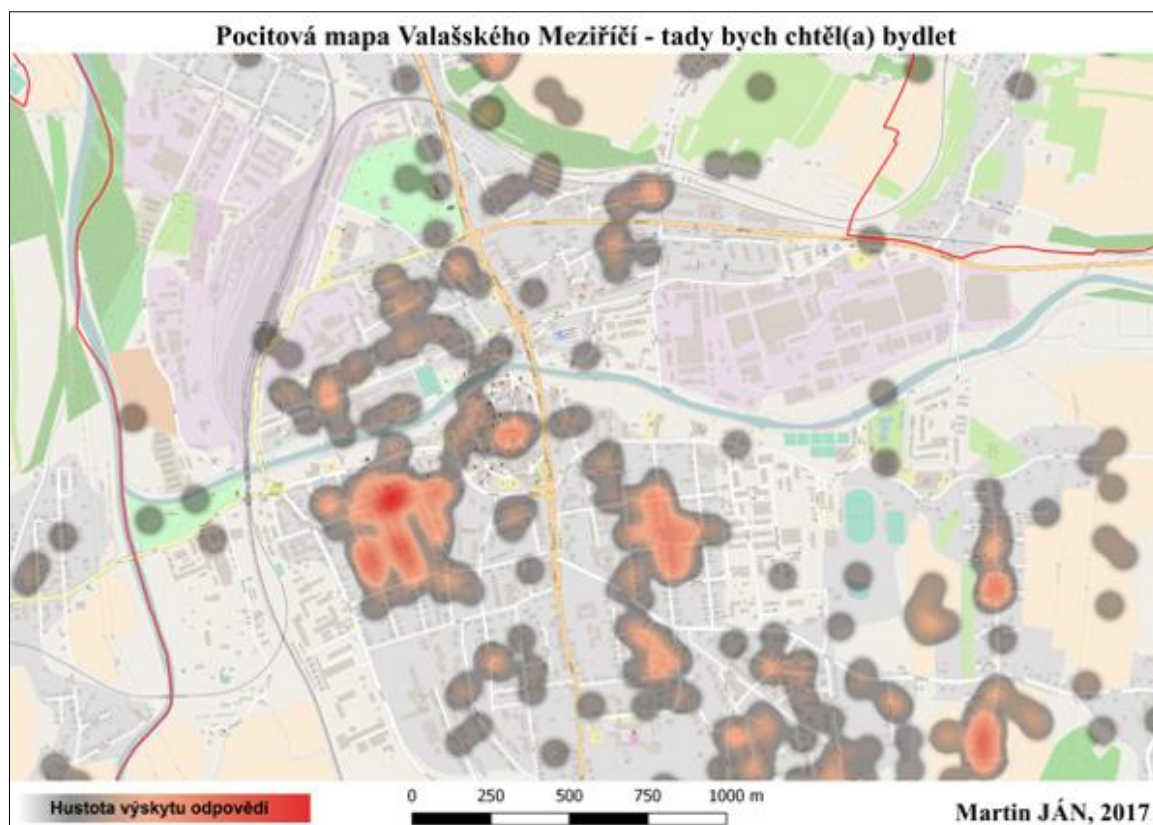 Pocitová mapa Valašského Meziříčí - tady bych chtěl(a) bydlet
Hustota výskytu odpovědí
0 250 500 750 1000 m
Martin JÁN, 2017